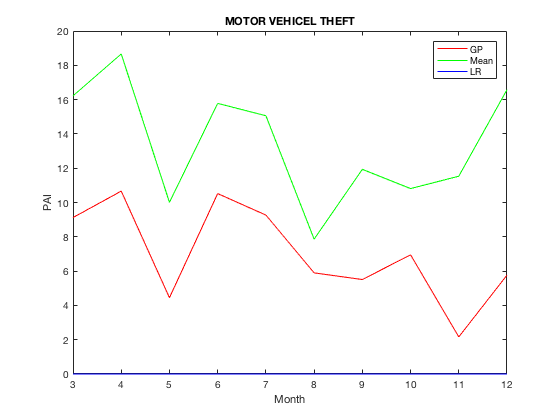 MOTOR VEHICEL THEFT
20
18
16
14
12
10
8
6
4
2
0
PAI
GP
Mean
LR
3 4 5 6 7 8 9 10 11 12
Month